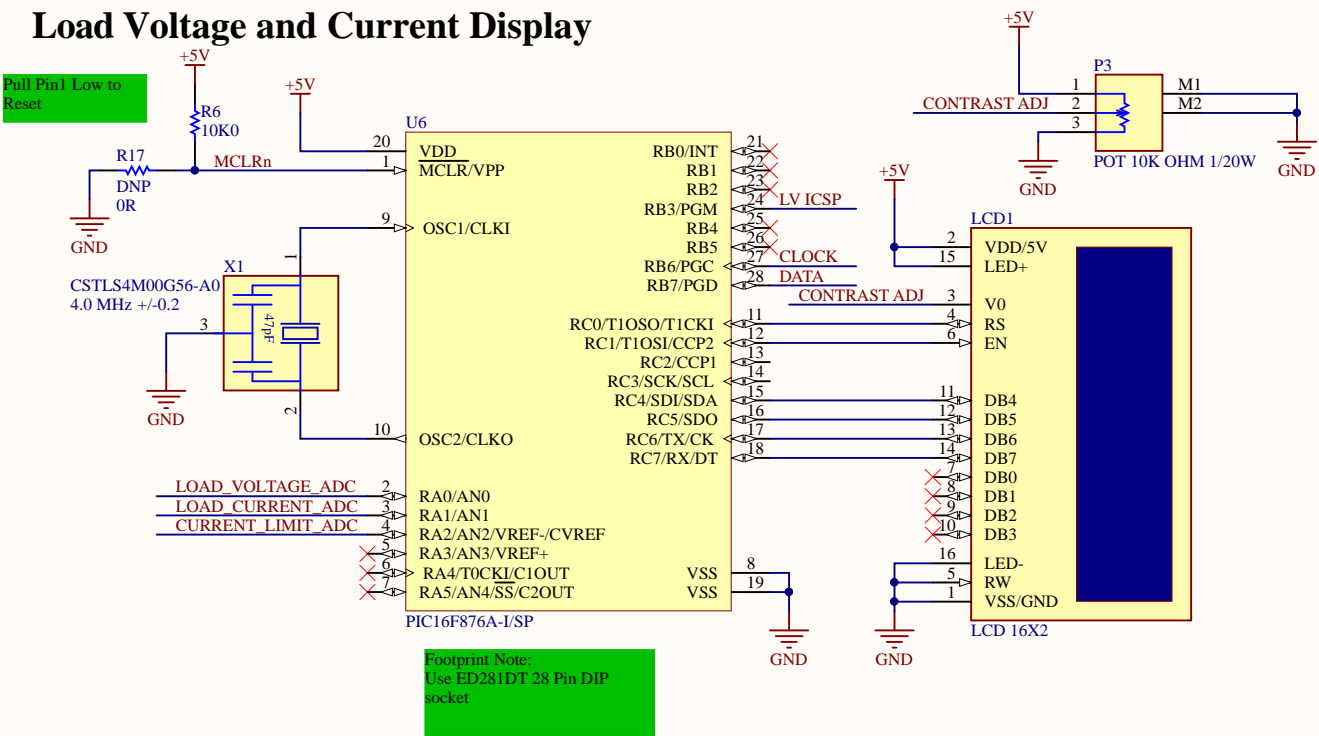 Load Voltage and Current Display
Pull Pin1 Low to
Reset
+5V
R6
10K0
R17
DNP
0R
GND
MCLRn
+5V
U6
20 VDD
1 MCLR/VPP
9 OSC1/CLKI
10 OSC2/CLKO
LOAD_VOLTAGE_ADC 2 RA0/AN0
LOAD_CURRENT_ADC 3 RA1/AN1
CURRENT_LIMIT_ADC 4 RA2/AN2/VREF-/CVREF
5 RA3/AN3/VREF+
6 RA4/T0CKI/C1OUT
7 RA5/AN4/SS/C2OUT
RB0/INT 21
RB1 22
RB2 23
RB3/PGM 24 LV ICSP
RB4 25
RB5 26
RB6/PGC 27 CLOCK
RB7/PGD 28 DATA
RC0/T1OSO/T1CKI 11
RC1/T1OSI/CCP2 12
RC2/CCP1 13
RC3/SCK/SCL 14
RC4/SDI/SDA 15
RC5/SDO 16
RC6/TX/CK 17
RC7/RX/DT 18
VSS 8
VSS 19
GND
PIC16F876A-I/SP
X1
CSTLS4M00G56-A0
4.0 MHz +/-0.2
1
2
3
47pF
GND
Footprint Note:
Use ED281DT 28 Pin DIP
socket
+5V
P3
1
CONTRAST ADJ 2
3
M1
M2
POT 10K OHM 1/20W
GND
GND
+5V
LCD1
2 VDD/5V
15 LED+
CONTRAST ADJ 3 V0
4 RS
6 EN
11 DB4
12 DB5
13 DB6
14 DB7
7 DB0
8 DB1
9 DB2
10 DB3
16 LED-
5 RW
1 VSS/GND
LCD 16X2
GND